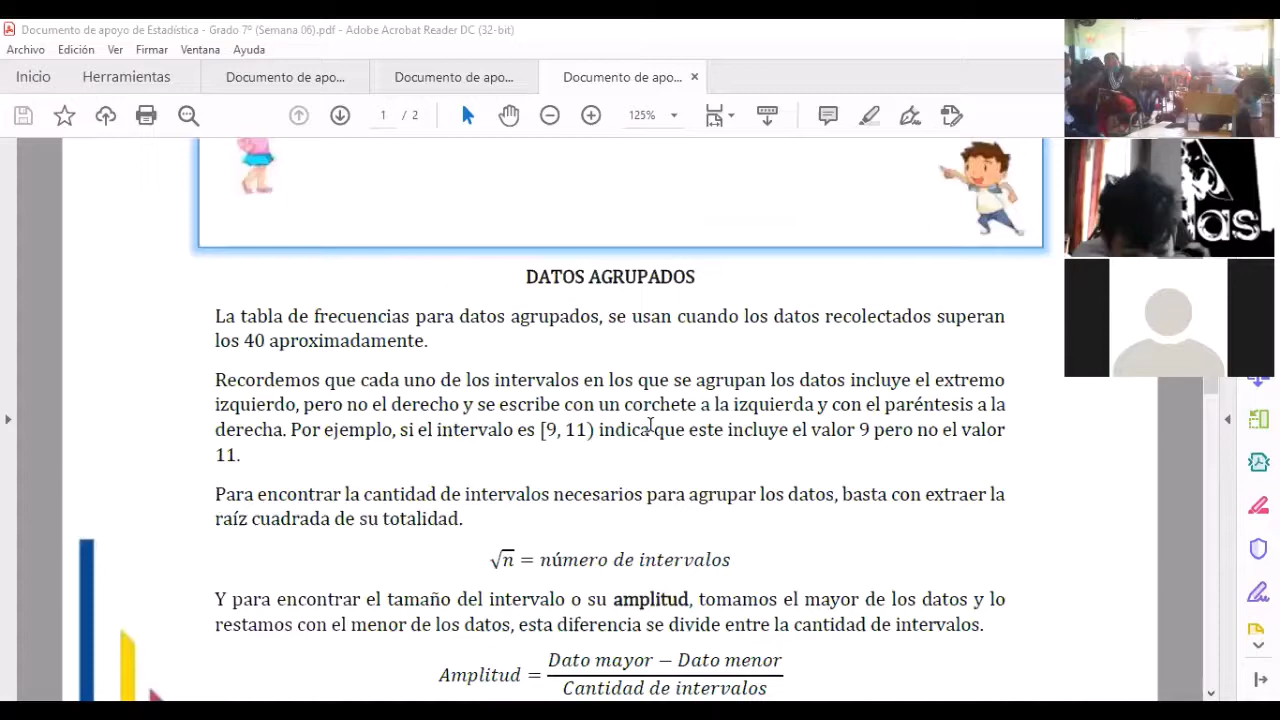 Documento de apoyo de Estadística - Grado 7º (Semana 06).pdf - Adobe Acrobat Reader DC (32-bit)
Archivo Edición Ver Firmar Ventana Ayuda
Inicio Herramientas Documento de apo... Documento de apo... Documento de apo... ×
1 / 2 125%
DATOS AGRUPADOS
La tabla de frecuencias para datos agrupados, se usan cuando los datos recolectados superan
los 40 aproximadamente.
Recordemos que cada uno de los intervalos en los que se agrupan los datos incluye el extremo
izquierdo, pero no el derecho y se escribe con un corchete a la izquierda y con el paréntesis a la
derecha. Por ejemplo, si el intervalo es [9, 11) indica que este incluye el valor 9 pero no el valor
11.
Para encontrar la cantidad de intervalos necesarios para agrupar los datos, basta con extraer la
raíz cuadrada de su totalidad.
√n = número de intervalos
Y para encontrar el tamaño del intervalo o su amplitud, tomamos el mayor de los datos y lo
restamos con el menor de los datos, esta diferencia se divide entre la cantidad de intervalos.
Amplitud = Dato mayor − Dato menor
Cantidad de intervalos
das